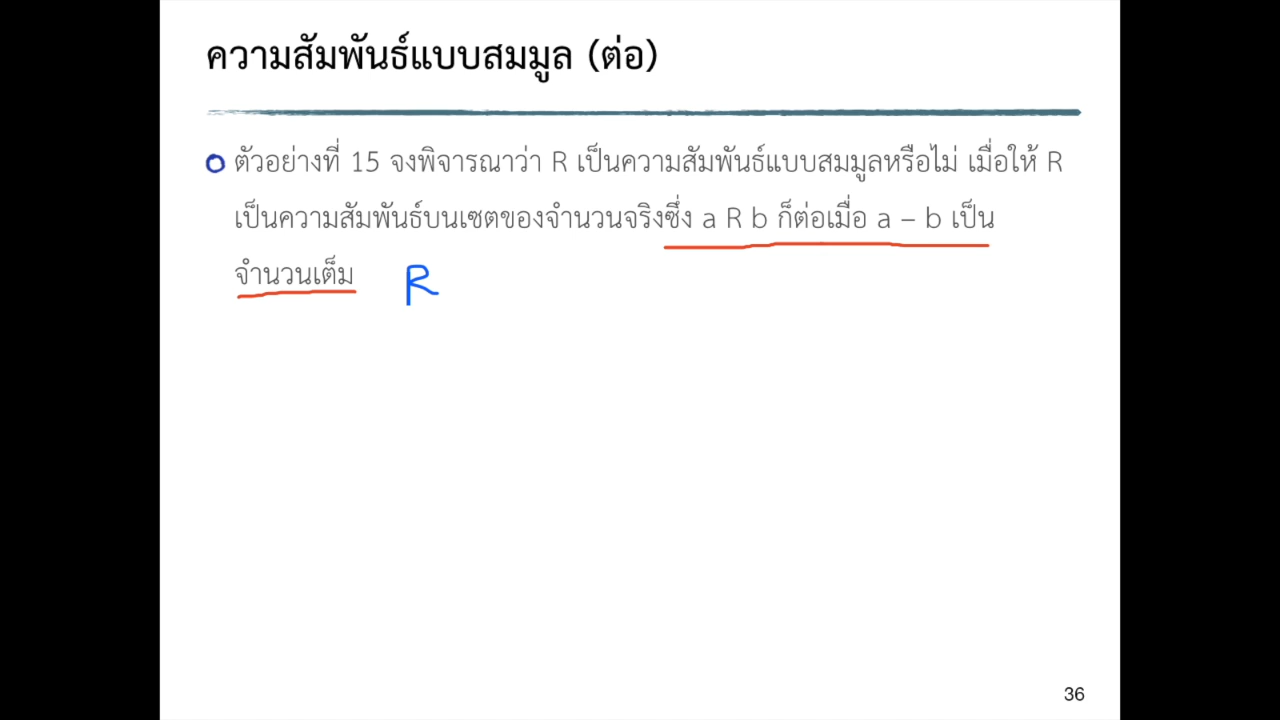 ความสัมพันธ์แบบสมมูล (ต่อ)
ตัวอย่างที่ 15 จงพิจารณาว่า R เป็นความสัมพันธ์แบบสมมูลหรือไม่ เมื่อให้ R
เป็นความสัมพันธ์บนเซตของจำนวนจริงซึ่ง a R b ก็ต่อเมื่อ a – b เป็น
จำนวนเต็ม R
36